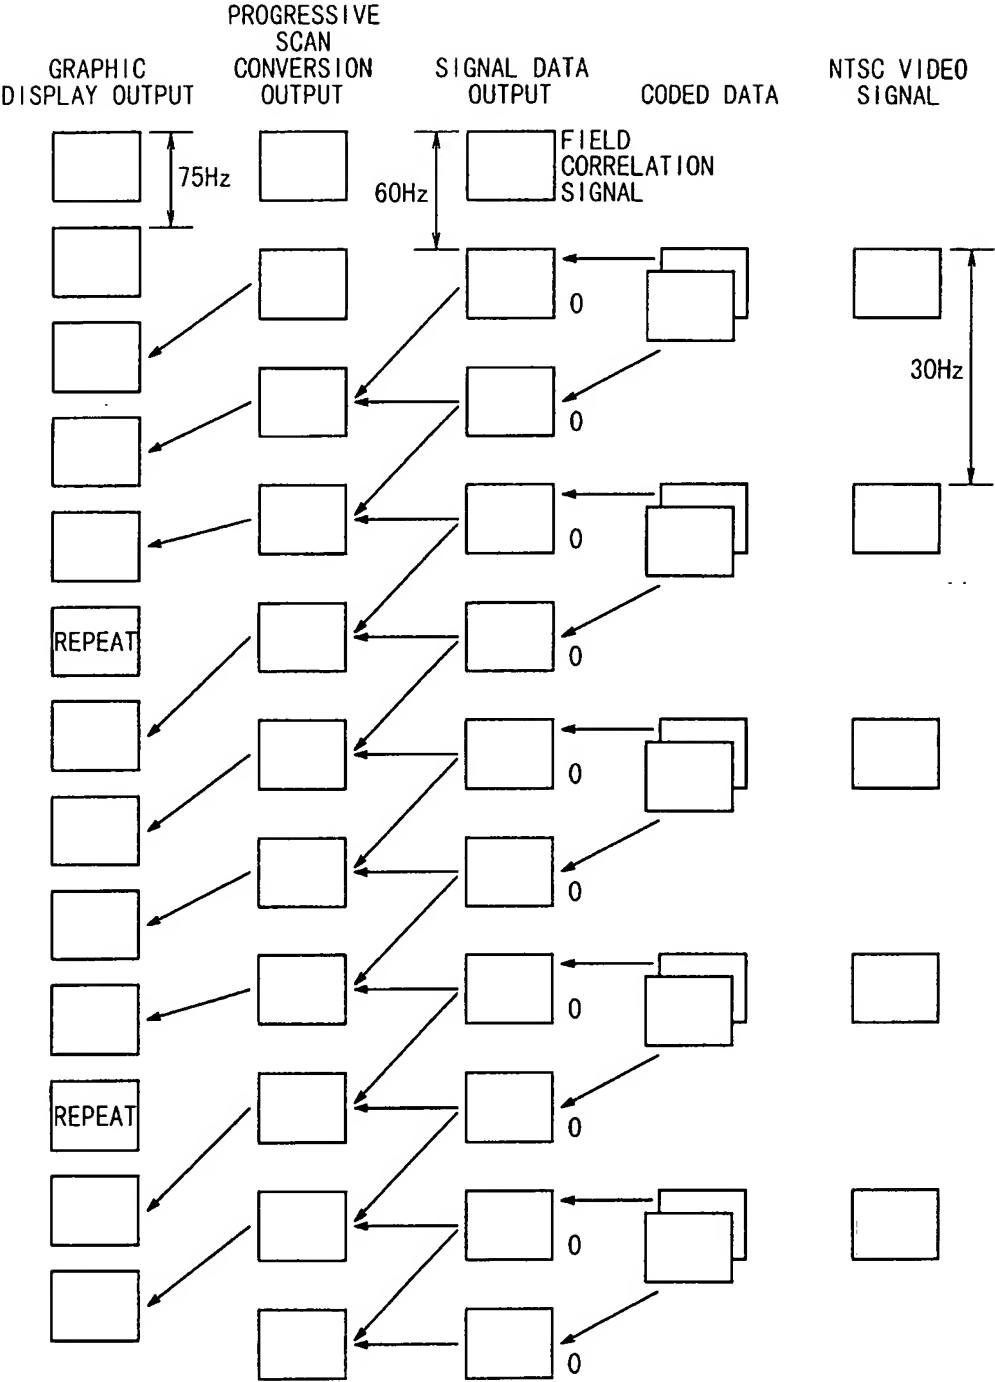 PROGRESSIVE
SCAN
CONVERSION
OUTPUT
GRAPHIC
DISPLAY OUTPUT
SIGNAL DATA
OUTPUT
CODED DATA
NTSC VIDEO
SIGNAL
75Hz
60Hz
FIELD
CORRELATION
SIGNAL
0
30Hz
0
0
REPEAT
0
0
0
0
REPEAT
0
0
0